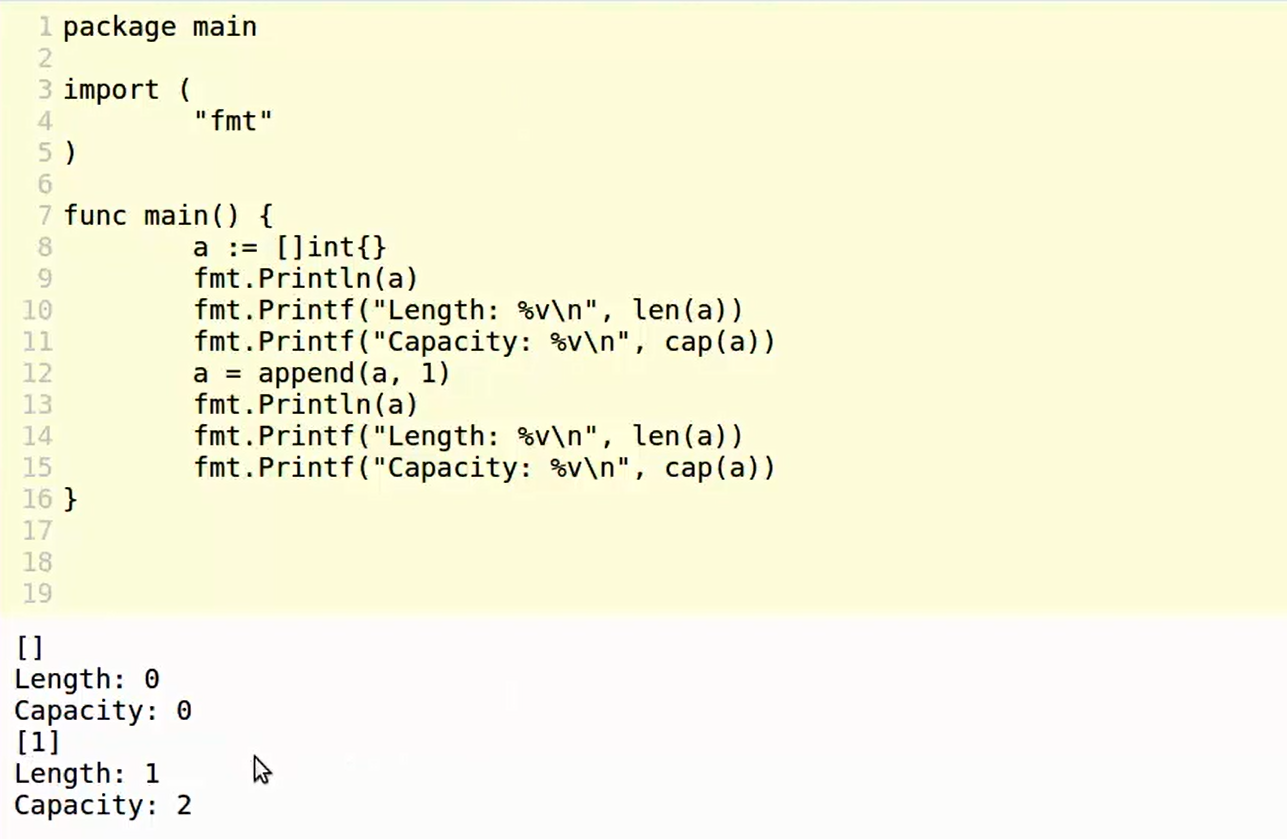 1 package main
2
3 import (
4         "fmt"
5 )
6
7 func main() {
8         a := []int{}
9         fmt.Println(a)
10         fmt.Printf("Length: %v\n", len(a))
11         fmt.Printf("Capacity: %v\n", cap(a))
12         a = append(a, 1)
13         fmt.Println(a)
14         fmt.Printf("Length: %v\n", len(a))
15         fmt.Printf("Capacity: %v\n", cap(a))
16 }
17
18
19
[]
Length: 0
Capacity: 0
[1]
Length: 1
Capacity: 2